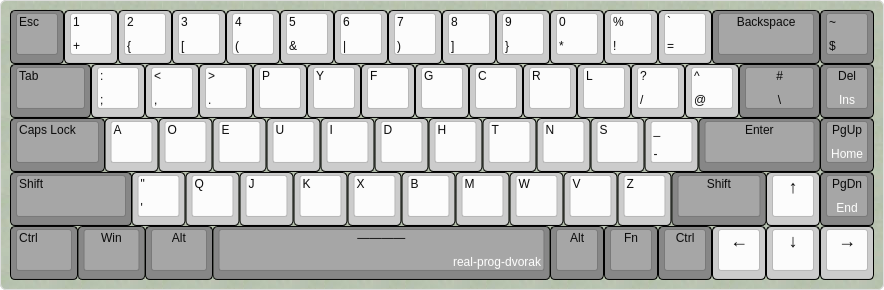 Esc 1 2 3 4 5 6 7 8 9 0 % ` Backspace ~
+ { [ ( & | ) ] } * ! = $
Tab : < > P Y F G C R L ? ^ # Del
; , . / @ \ Ins
Caps Lock A O E U I D H T N S _ Enter PgUp
- Home
Shift " Q J K X B M W V Z Shift ↑ PgDn
' End
Ctrl Win Alt Alt Fn Ctrl ← ↓ →
real-prog-dvorak